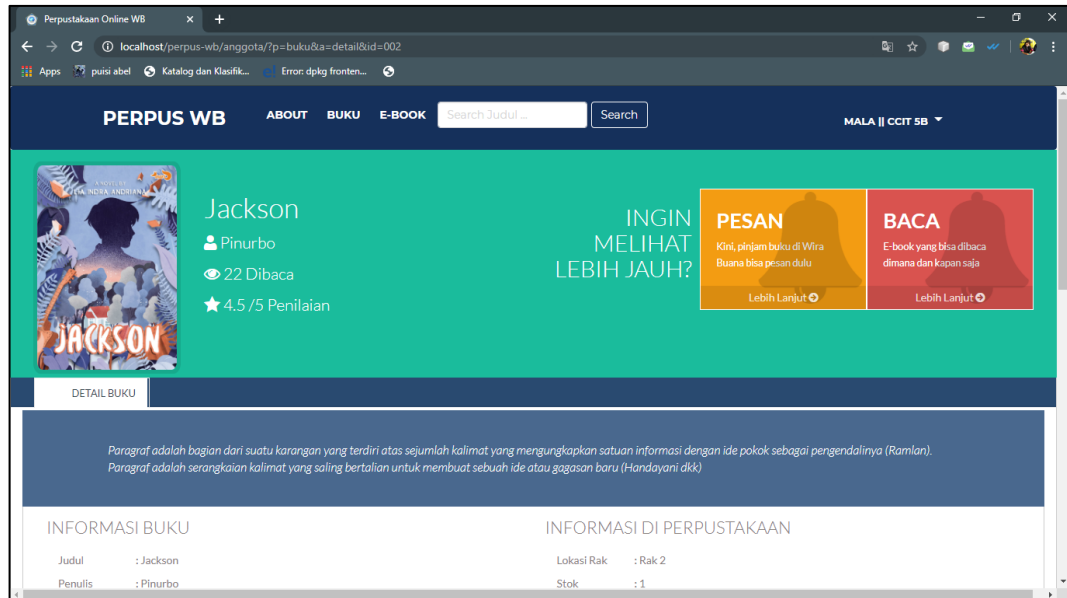 Perpustakaan Online WB
localhost/perpus-wb/anggota/?p=buku&a=detail&id=002
Apps puisi abel Katalog dan Klasifik... Error: dpkg fronten...
PERPUS WB ABOUT BUKU E-BOOK Search Judul ... Search MALA || CCIT 5B
JACKSON
Jackson
Pinurbo
22 Dibaca
4.5 /5 Penilaian
INGIN
MELIHAT
LEBIH JAUH?
PESAN
Kini, pinjam buku di Wira
Buana bisa pesan dulu
Lebih Lanjut
BACA
E-book yang bisa dibaca
dimana dan kapan saja
Lebih Lanjut
DETAIL BUKU
Paragraf adalah bagian dari suatu karangan yang terdiri atas sejumlah kalimat yang mengungkapkan satuan informasi dengan ide pokok sebagai pengendalinya (Ramlan).
Paragraf adalah serangkaian kalimat yang saling bertalian untuk membuat sebuah ide atau gagasan baru (Handayani dkk)
INFORMASI BUKU
Judul : Jackson
Penulis : Pinurbo
INFORMASI DI PERPUSTAKAAN
Lokasi Rak : Rak 2
Stok : 1